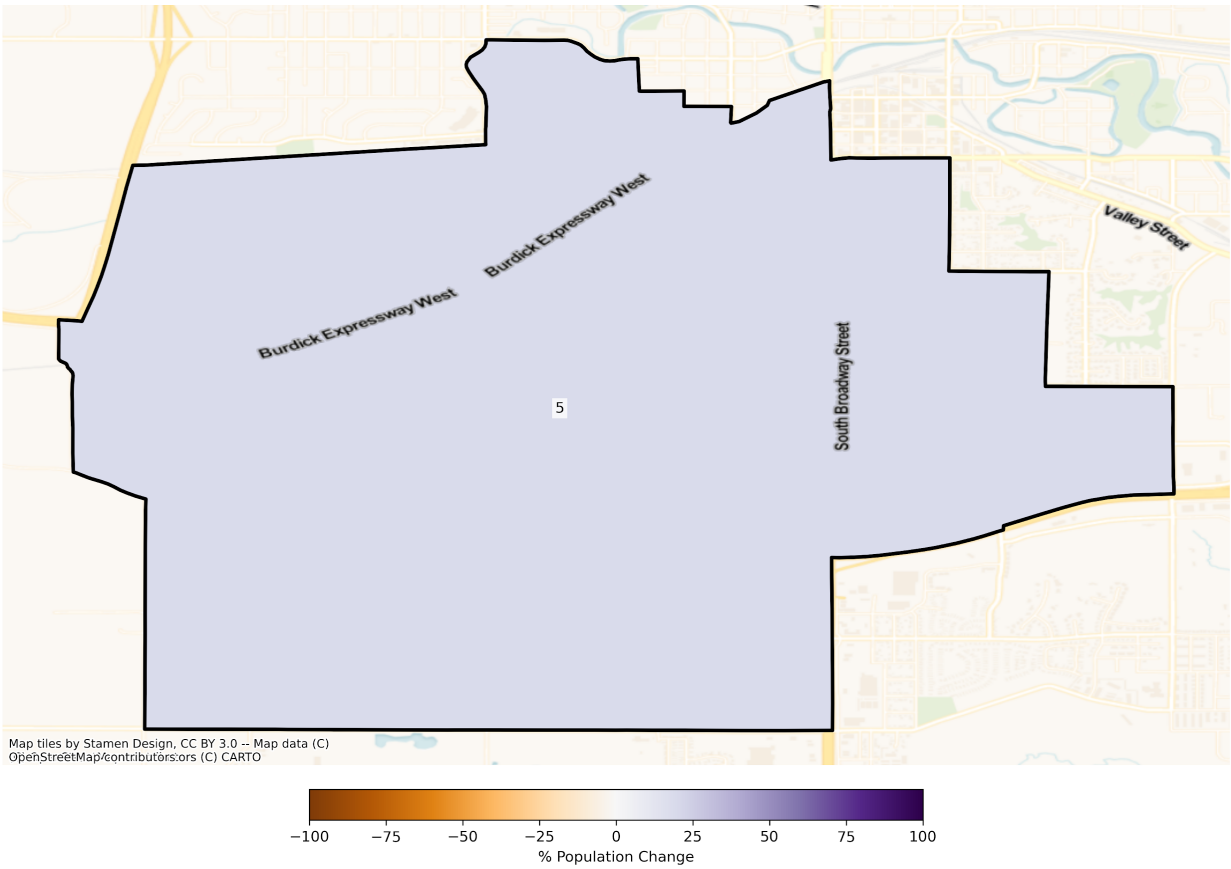 Valley Street
Burdick Expressway West
Burdick Expressway West
South Broadway Street
5
Map tiles by Stamen Design, CC BY 3.0 -- Map data (C)
OpenStreetMap contributors (C) CARTO
−100 −75 −50 −25 0 25 50 75 100
% Population Change